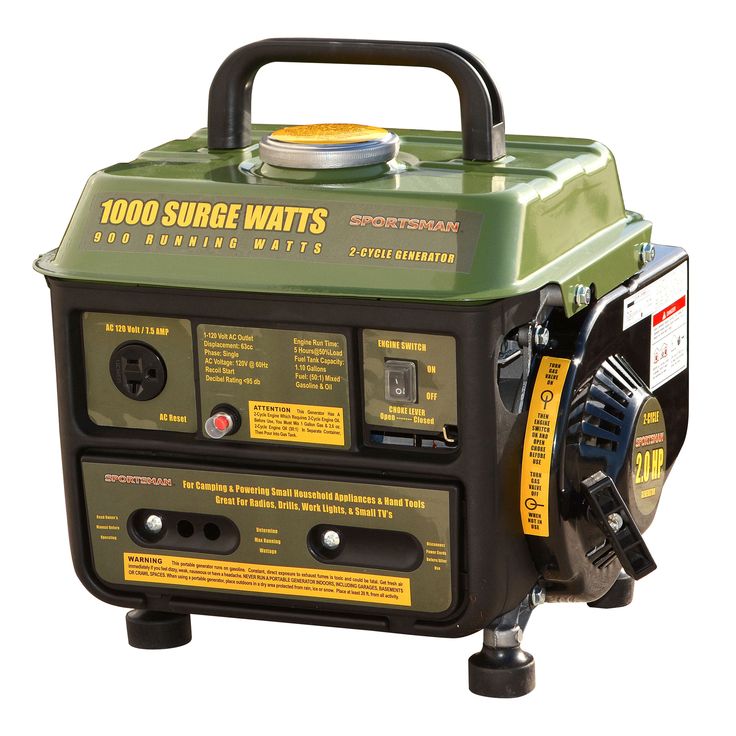 1000 SURGE WATTS
900 RUNNING WATTS
SPORTSMAN
2-CYCLE GENERATOR
AC 120 Volt / 7.5 AMP
AC Reset
1-120 Volt AC Outlet
Displacement: 63cc
Phase: Single
AC Voltage: 120V @ 60Hz
Recoil Start
Decibel Rating <95 db
Engine Run Time:
5 Hours@50%Load
Fuel Tank Capacity:
1.10 Gallons
Fuel: (50:1) Mixed
Gasoline & Oil
ATTENTION This Generator Has A
2-Cycle Engine Which Requires 2-Cycle Engine Oil.
Before Use, You Must Mix 1 Gallon Gas & 2.6 oz.
2-Cycle Engine Oil (50:1) In Separate Container,
Then Pour Into Gas Tank.
ENGINE SWITCH
ON
OFF
CHOKE LEVER
Open ------- Closed
SPORTSMAN
For Camping & Powering Small Household Appliances & Hand Tools
Great For Radios, Drills, Work Lights, & Small TV's
Read Owner's
Manual Before
Operating
Determine
Max Running
Wattage
Disconnect
Power Cords
Before After
Use
WARNING This portable generator runs on gasoline. Constant, direct exposure to exhaust fumes is toxic and could be fatal. Get fresh air
immediately if you feel dizzy, weak, nauseous or have a headache. NEVER RUN A PORTABLE GENERATOR INDOORS, INCLUDING GARAGES, BASEMENTS
OR CRAWL SPACES. When using a portable generator, place outdoors in a dry area protected from rain, ice or snow. Place at least 20 ft. from all activity.
TURN
GAS
VALVE
ON
THEN
ENGINE
SWITCH
ON AND
OPEN
CHOKE
BEFORE
USE
TURN
GAS
VALVE
OFF
WHEN
NOT IN
USE
DANGER
2-CYCLE
SPORTSMAN
2.0 HP
GENERATOR